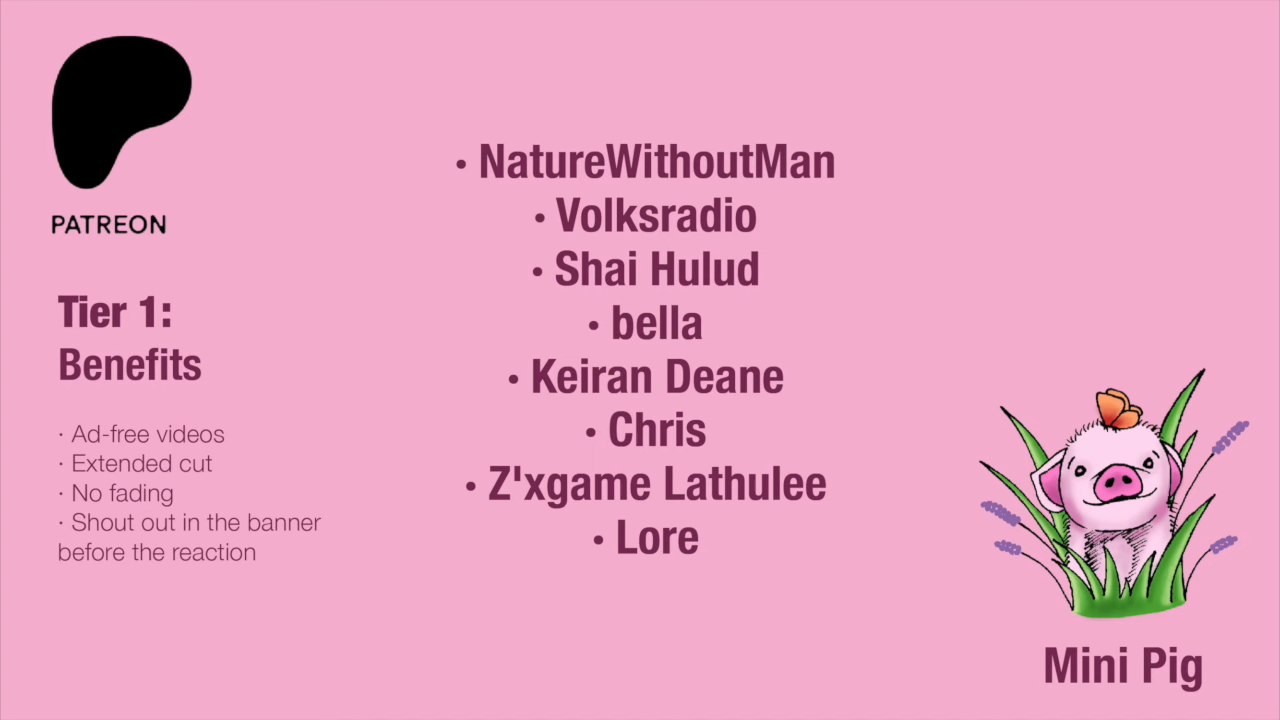 PATREON
Tier 1:
Benefits
· Ad-free videos
· Extended cut
· No fading
· Shout out in the banner
before the reaction
• NatureWithoutMan
• Volksradio
• Shai Hulud
• bella
• Keiran Deane
• Chris
• Z'xgame Lathulee
• Lore
Mini Pig